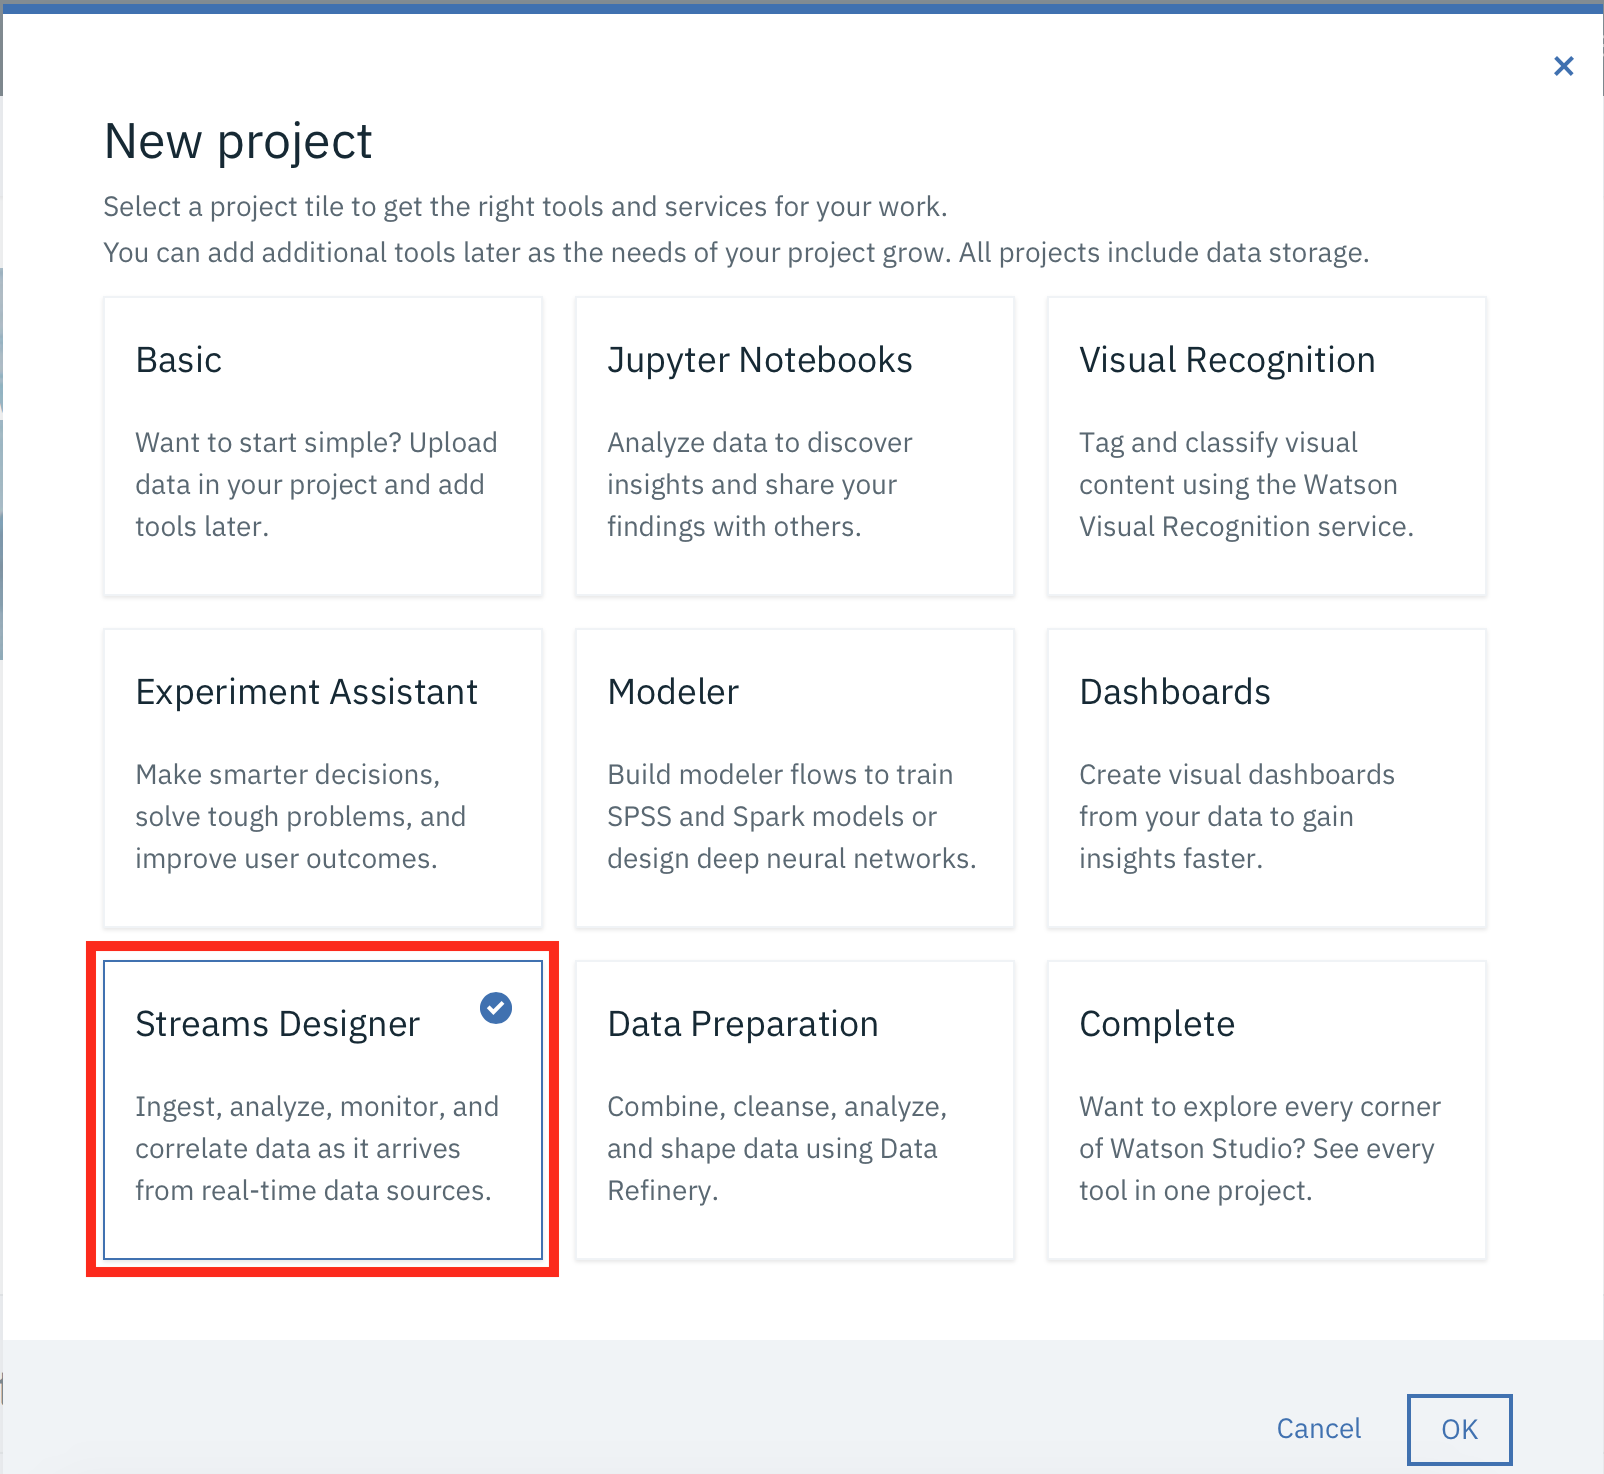 New project
Select a project tile to get the right tools and services for your work.
You can add additional tools later as the needs of your project grow. All projects include data storage.
Basic
Want to start simple? Upload
data in your project and add
tools later.
Jupyter Notebooks
Analyze data to discover
insights and share your
findings with others.
Visual Recognition
Tag and classify visual
content using the Watson
Visual Recognition service.
Experiment Assistant
Make smarter decisions,
solve tough problems, and
improve user outcomes.
Modeler
Build modeler flows to train
SPSS and Spark models or
design deep neural networks.
Dashboards
Create visual dashboards
from your data to gain
insights faster.
Streams Designer
Ingest, analyze, monitor, and
correlate data as it arrives
from real-time data sources.
Data Preparation
Combine, cleanse, analyze,
and shape data using Data
Refinery.
Complete
Want to explore every corner
of Watson Studio? See every
tool in one project.
Cancel
OK